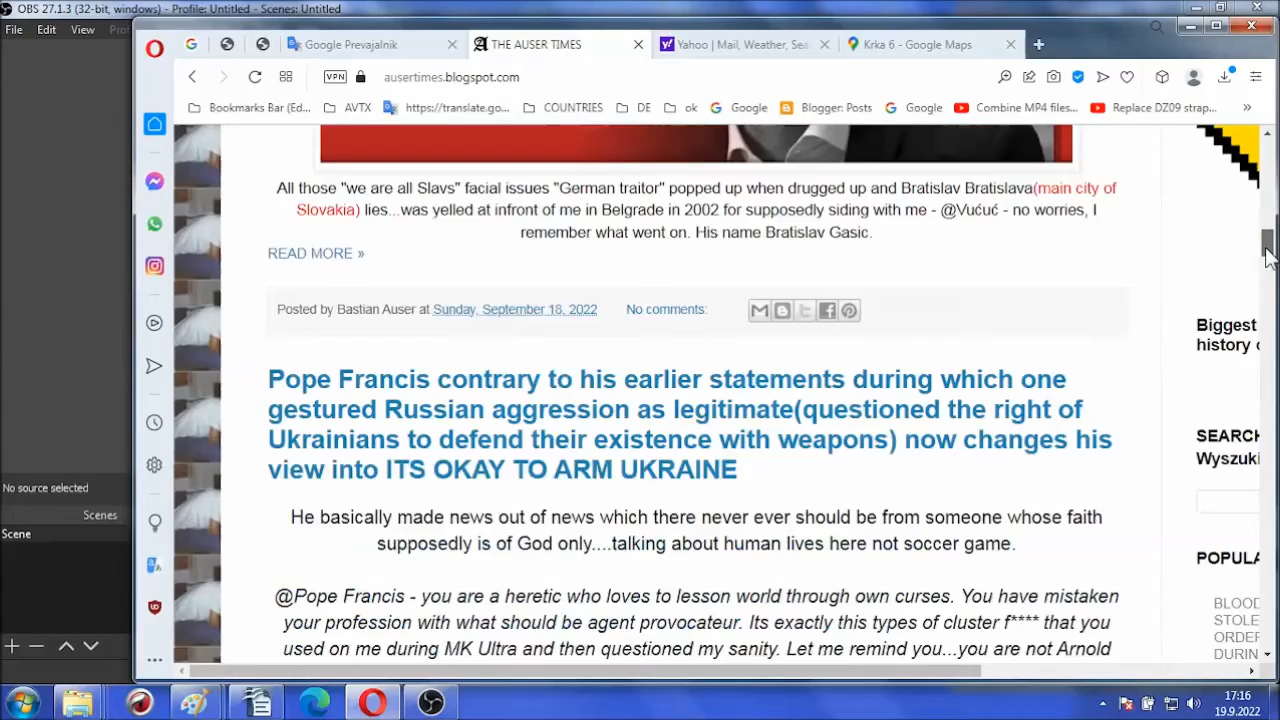 OBS 27.1.3 (32-bit, windows) - Profile: Untitled - Scenes: Untitled
File Edit View
Google Prevajalnik
THE AUSER TIMES
Yahoo | Mail, Weather, Sea
Krka 6 - Google Maps
VPN ausertimes.blogspot.com
Bookmarks Bar (Ed... AVTX https://translate.go... COUNTRIES DE ok Google Blogger: Posts Google Combine MP4 files... Replace DZ09 strap... »
All those "we are all Slavs" facial issues "German traitor" popped up when drugged up and Bratislav Bratislava(main city of
Slovakia) lies...was yelled at infront of me in Belgrade in 2002 for supposedly siding with me - @Vućuć - no worries, I
remember what went on. His name Bratislav Gasic.
READ MORE »
Posted by Bastian Auser at Sunday, September 18, 2022 No comments:
Pope Francis contrary to his earlier statements during which one
gestured Russian aggression as legitimate(questioned the right of
Ukrainians to defend their existence with weapons) now changes his
view into ITS OKAY TO ARM UKRAINE
He basically made news out of news which there never ever should be from someone whose faith
supposedly is of God only....talking about human lives here not soccer game.
@Pope Francis - you are a heretic who loves to lesson world through own curses. You have mistaken
your profession with what should be agent provocateur. Its exactly this types of cluster f**** that you
used on me during MK Ultra and then questioned my sanity. Let me remind you...you are not Arnold
Biggest
history
SEARCH
Wyszuki
POPULA
BLOOD
STOLE
ORDER
DURIN
No source selected
Scenes
Scene
17:16
19.9.2022